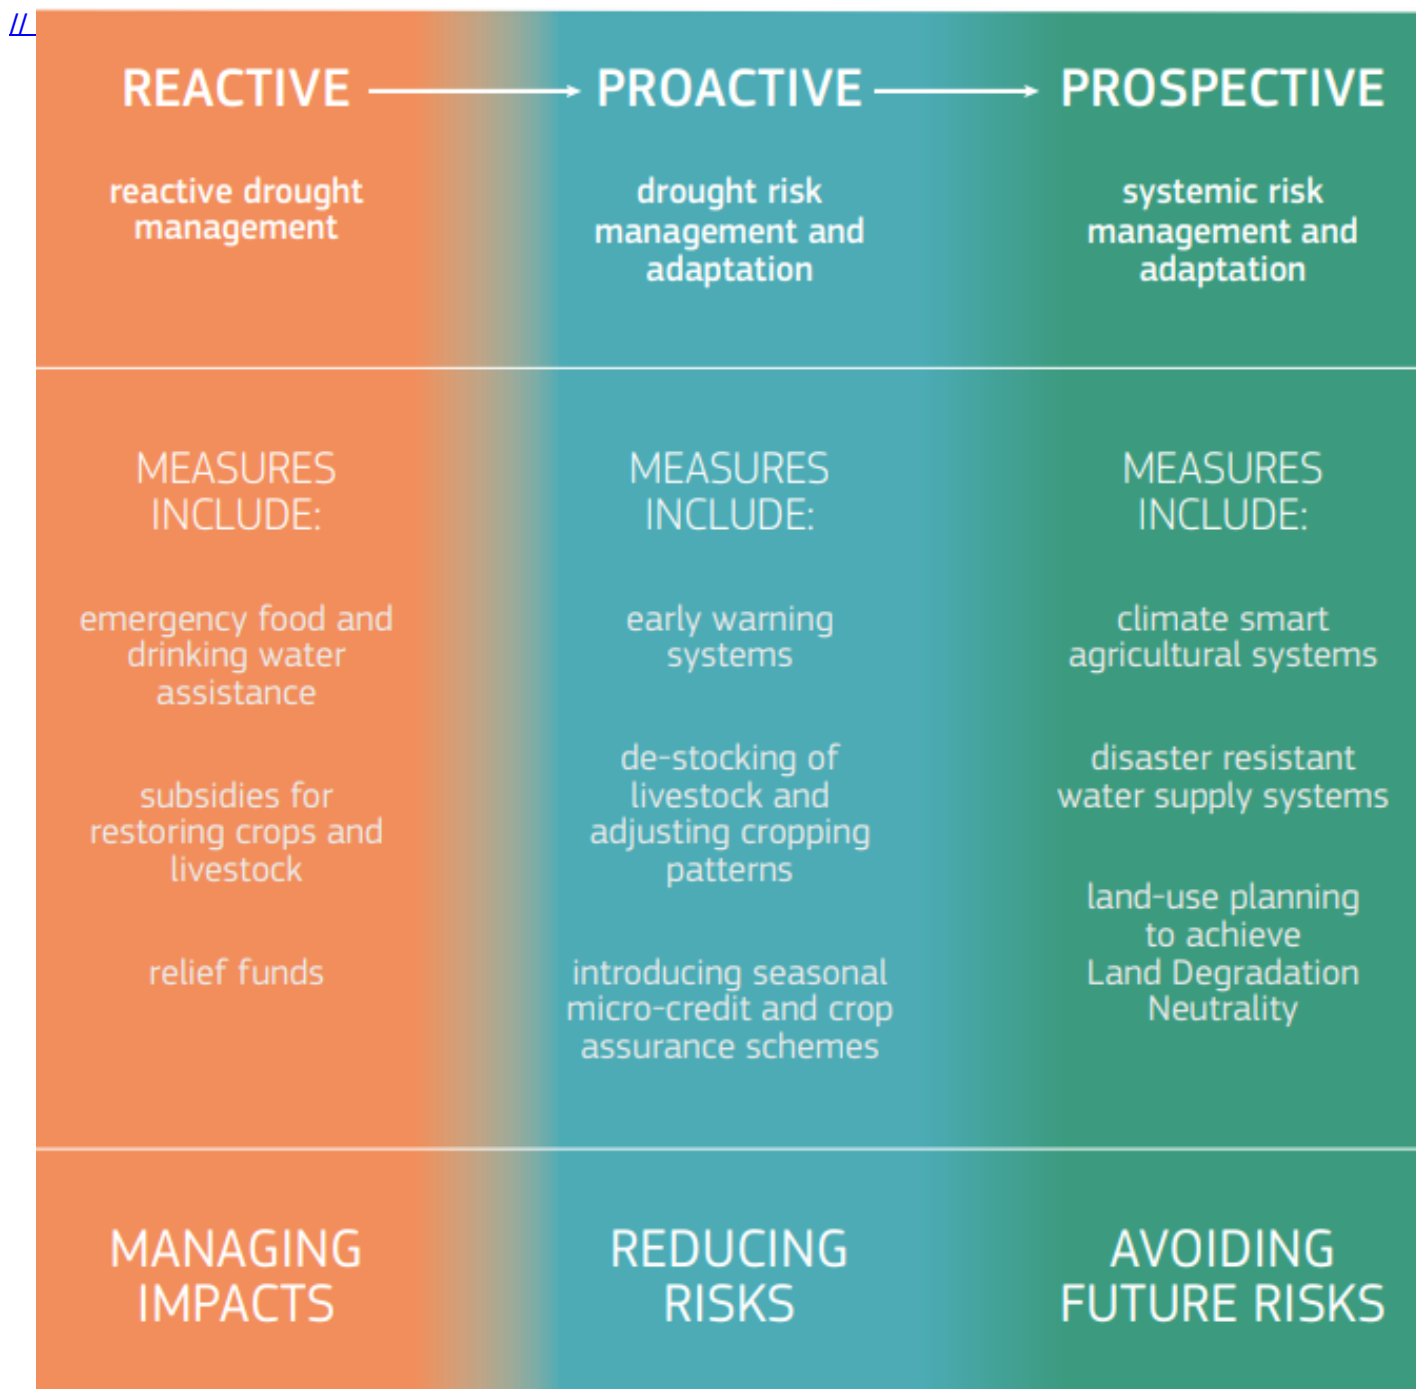 //
REACTIVE
PROACTIVE
PROSPECTIVE
reactive drought
management
drought risk
management and
adaptation
systemic risk
management and
adaptation
MEASURES
INCLUDE:
emergency food and
drinking water
assistance
subsidies for
restoring crops and
livestock
relief funds
MEASURES
INCLUDE:
early warning
systems
de-stocking of
livestock and
adjusting cropping
patterns
introducing seasonal
micro-credit and crop
assurance schemes
MEASURES
INCLUDE:
climate smart
agricultural systems
disaster resistant
water supply systems
land-use planning
to achieve
Land Degradation
Neutrality
MANAGING
IMPACTS
REDUCING
RISKS
AVOIDING
FUTURE RISKS